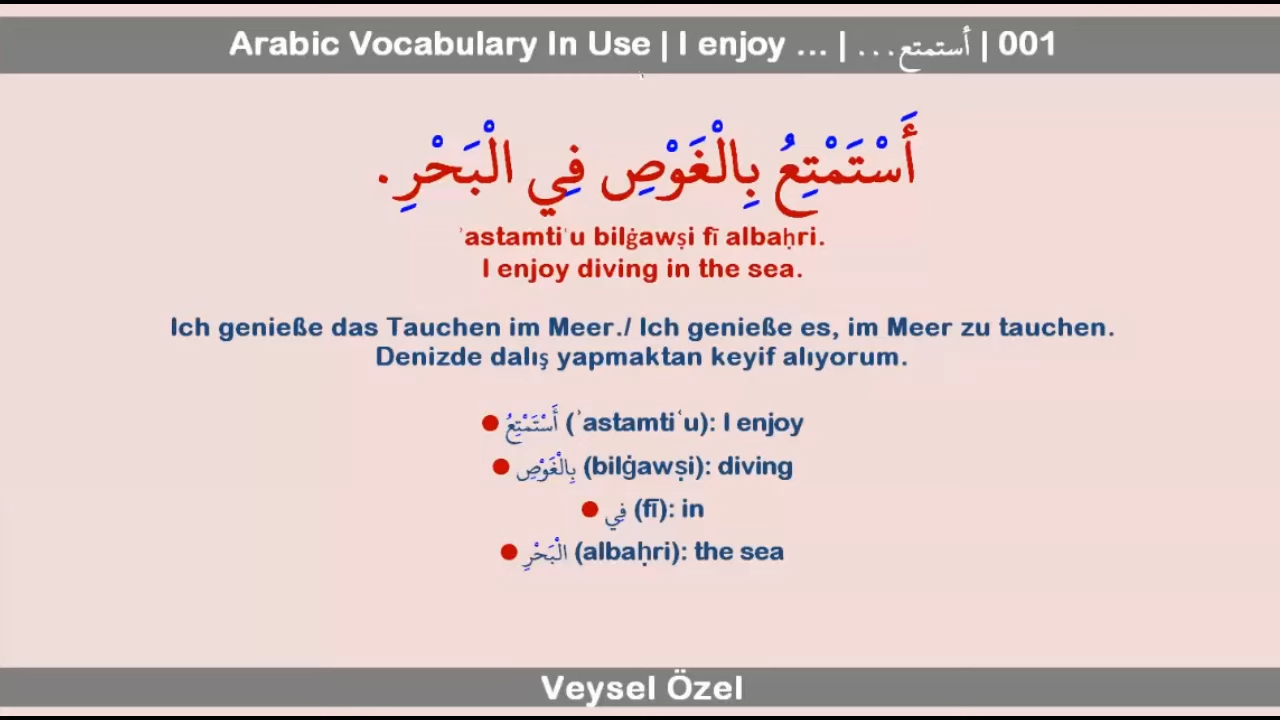 Arabic Vocabulary In Use | I enjoy ... | أستمتع... | 001
أَسْتَمْتِعُ بِالْغَوْصِ فِي الْبَحْرِ.
ʾastamtiʿu bilġawṣi fī albaḥri.
I enjoy diving in the sea.
Ich genieße das Tauchen im Meer./ Ich genieße es, im Meer zu tauchen.
Denizde dalış yapmaktan keyif alıyorum.
● أَسْتَمْتِعُ (ʾastamtiʿu): I enjoy
● بِالْغَوْصِ (bilġawṣi): diving
● فِي (fī): in
● الْبَحْرِ (albaḥri): the sea
Veysel Özel